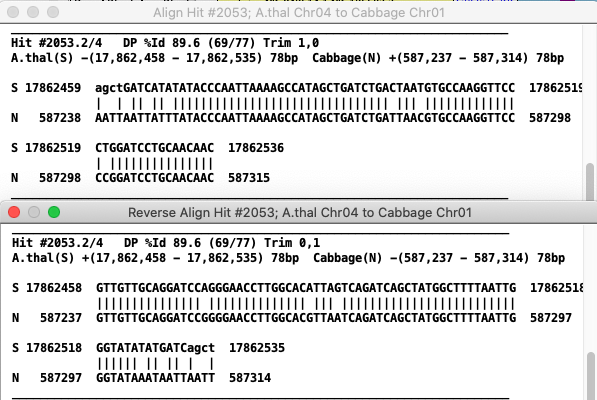 Align Hit #2053; A.thal Chr04 to Cabbage Chr01
Hit #2053.2/4   DP %Id 89.6 (69/77) Trim 1,0
A.thal(S) -(17,862,458 - 17,862,535) 78bp  Cabbage(N) +(587,237 - 587,314) 78bp
S 17862459  agctGATCATATATACCCAATTAAAAGCCATAGCTGATCTGACTAATGTGCCAAGGTTCC  17862519
|  | || || ||||||||||||||||||||||||||||||| ||| |||||||||||||
N   587238  AATTAATTATTTATACCCAATTAAAAGCCATAGCTGATCTGATTAACGTGCCAAGGTTCC  587298
S 17862519  CTGGATCCTGCAACAAC  17862536
| |||||||||||||||
N   587298  CCGGATCCTGCAACAAC  587315
Reverse Align Hit #2053; A.thal Chr04 to Cabbage Chr01
Hit #2053.2/4   DP %Id 89.6 (69/77) Trim 0,1
A.thal(S) +(17,862,458 - 17,862,535) 78bp  Cabbage(N) -(587,237 - 587,314) 78bp
S 17862458  GTTGTTGCAGGATCCAGGGAACCTTGGCACATTAGTCAGATCAGCTATGGCTTTTAATTG  17862518
||||||||||||||| |||||||||||||| ||| |||||||||||||||||||||||||
N   587237  GTTGTTGCAGGATCCGGGGAACCTTGGCACGTTAATCAGATCAGCTATGGCTTTTAATTG  587297
S 17862518  GGTATATATGATCagct  17862535
|||||| || || |  |
N   587297  GGTATAAATAATTAATT  587314